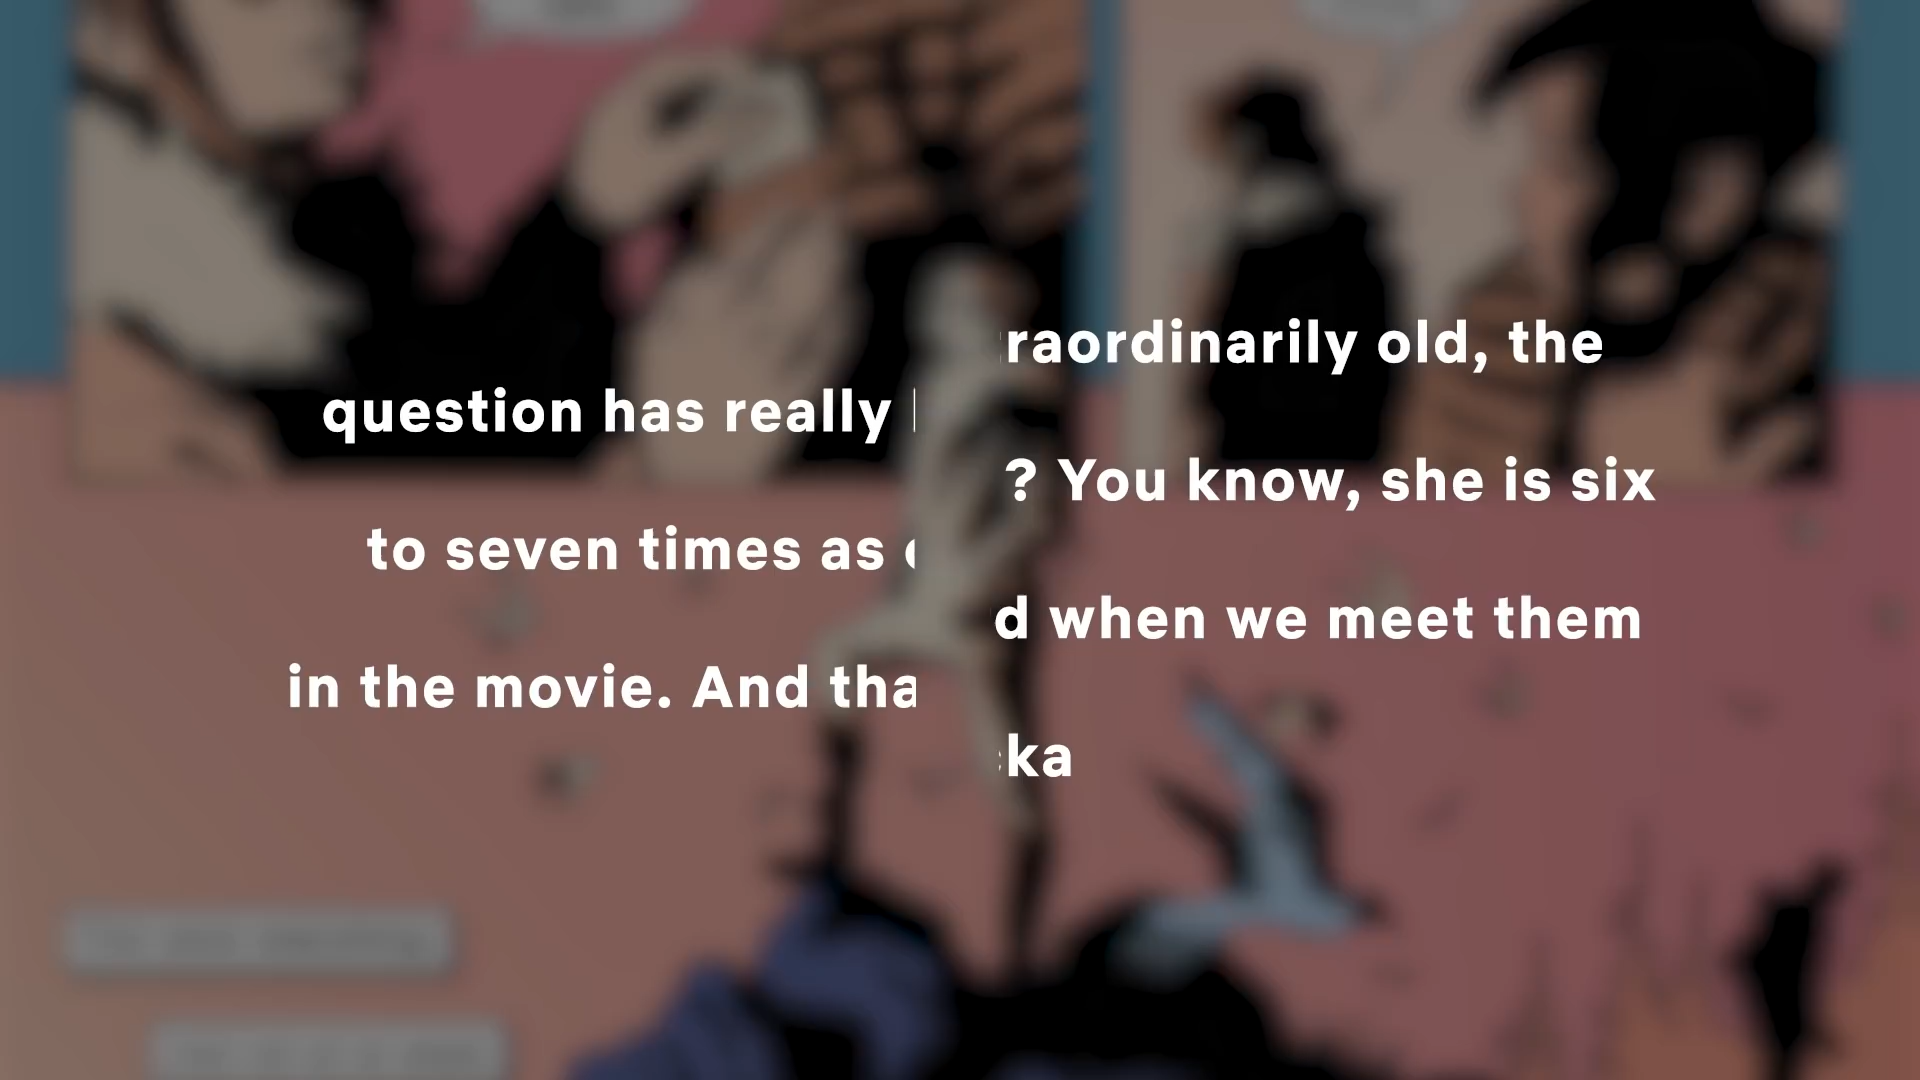 raordinarily old, the
question has really
? You know, she is six
to seven times as
d when we meet them
in the movie. And tha
ka